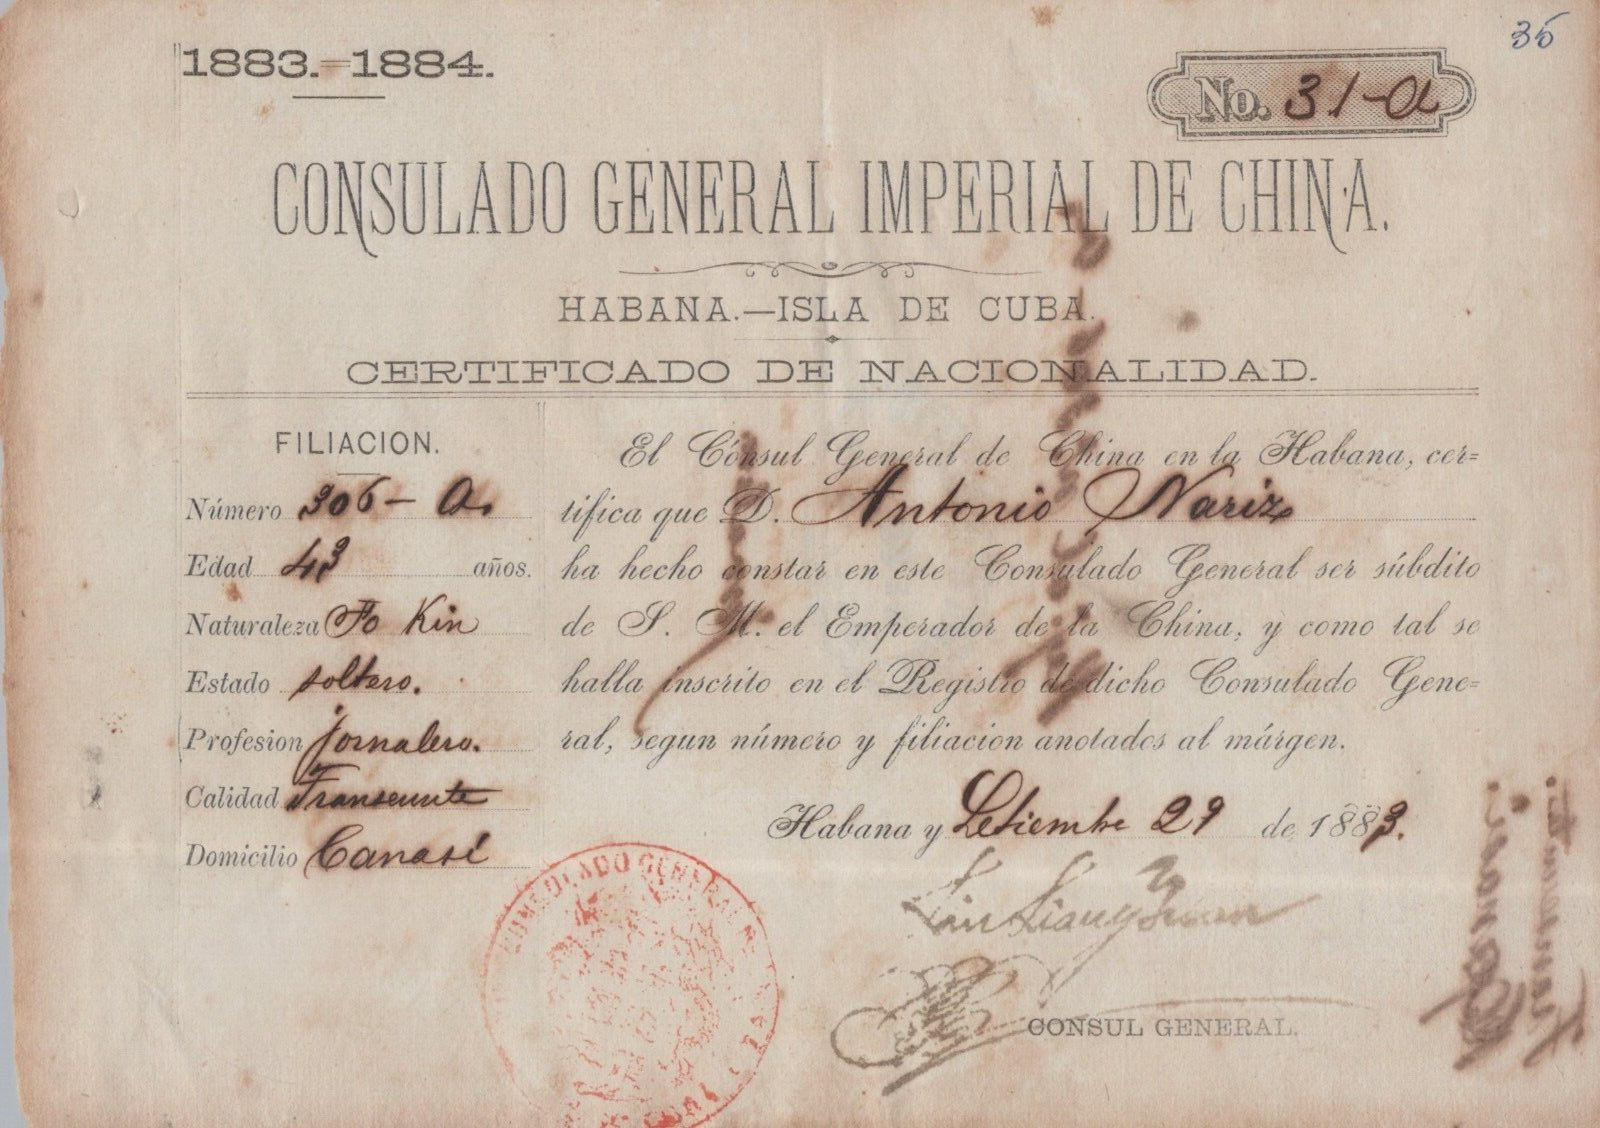 35
1883.=1884.
No. 31-a
CONSULADO GENERAL IMPERIAL DE CHINA.
HABANA.—ISLA DE CUBA.
CERTIFICADO DE NACIONALIDAD.
FILIACION.
Número 306-a.
Edad 43 años.
Naturaleza Fo Kin
Estado soltero.
Profesion jornalero.
Calidad Transeunte
Domicilio Canasí
El Cónsul General de China en la Habana, cer=
tifica que D. Antonio Nariz
ha hecho constar en este Consulado General ser súbdito
de S. M. el Emperador de la China, y como tal se
halla inscrito en el Registro de dicho Consulado Gene=
ral, segun número y filiacion anotados al márgen.
Habana y Setiembre 29 de 1883.
CONSUL GENERAL.
CONSULADO GENERAL